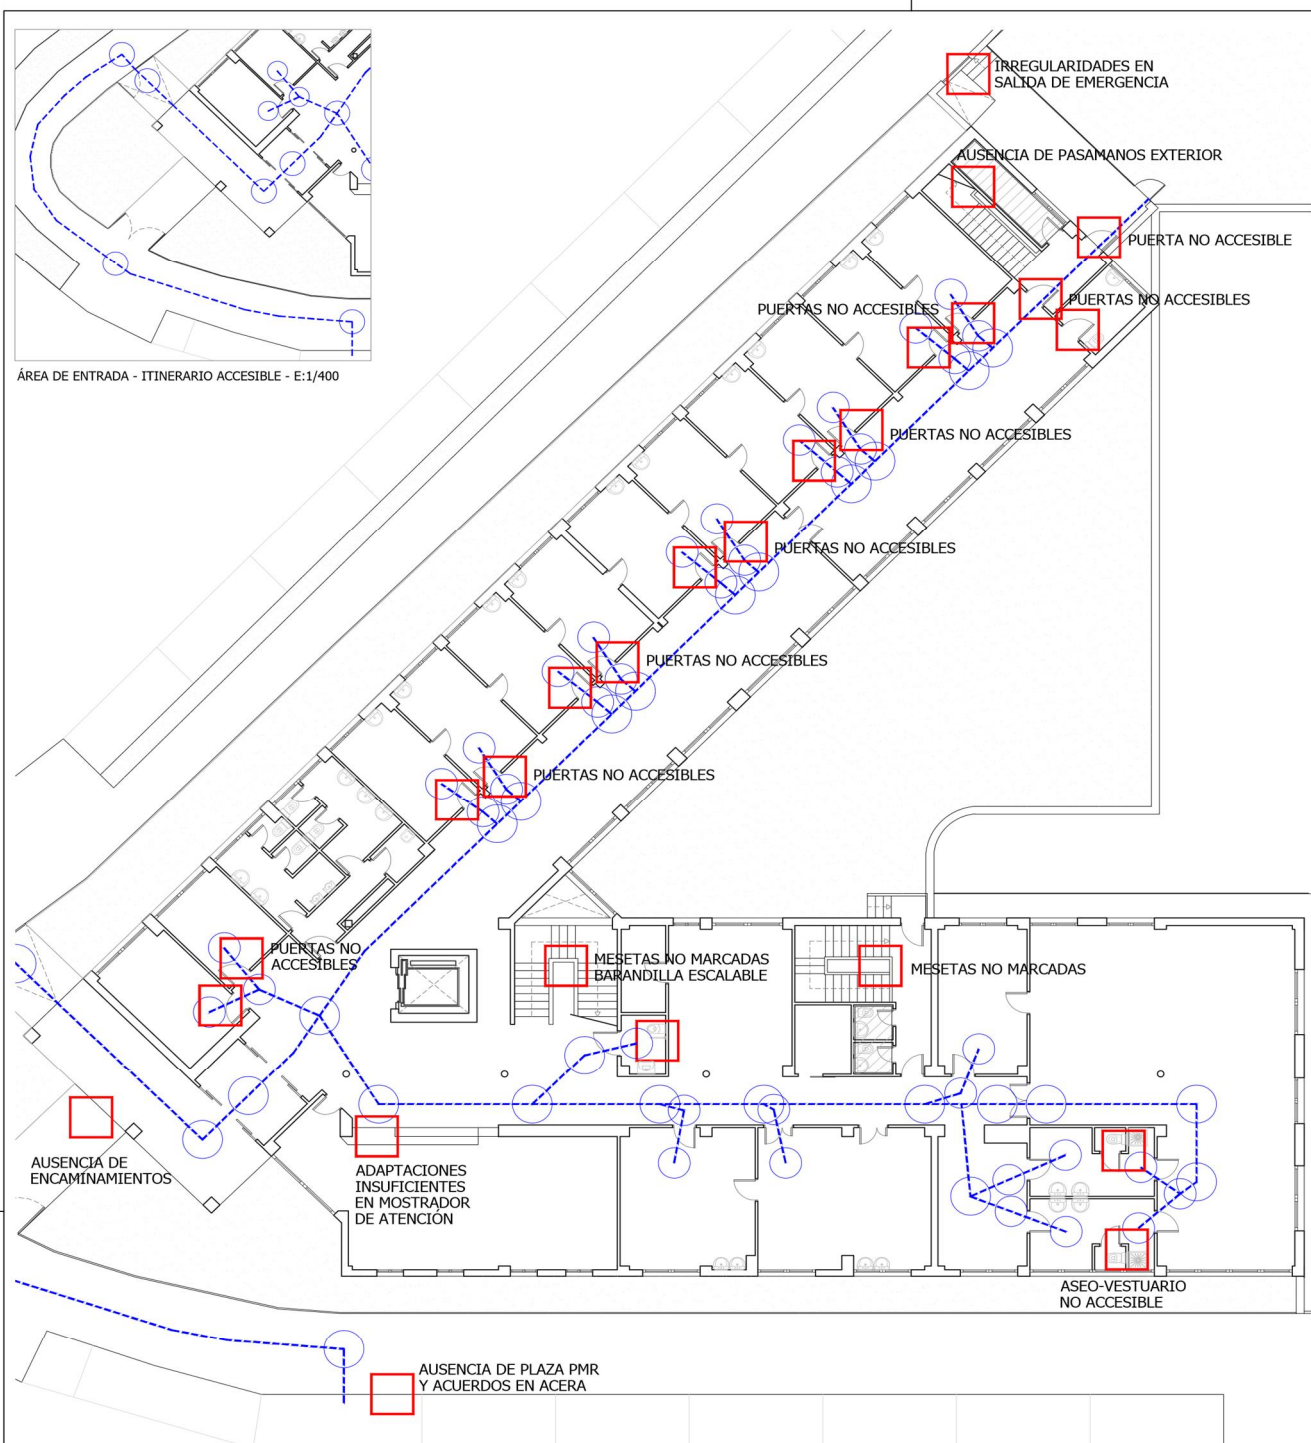 IRREGULARIDADES EN
SALIDA DE EMERGENCIA
AUSENCIA DE PASAMANOS EXTERIOR
PUERTA NO ACCESIBLE
PUERTAS NO ACCESIBLES
PUERTAS NO ACCESIBLES
ÁREA DE ENTRADA - ITINERARIO ACCESIBLE - E:1/400
PUERTAS NO ACCESIBLES
PUERTAS NO ACCESIBLES
PUERTAS NO ACCESIBLES
PUERTAS NO ACCESIBLES
PUERTAS NO
ACCESIBLES
MESETAS NO MARCADAS
BARANDILLA ESCALABLE
MESETAS NO MARCADAS
AUSENCIA DE
ENCAMINAMIENTOS
ADAPTACIONES
INSUFICIENTES
EN MOSTRADOR
DE ATENCIÓN
ASEO-VESTUARIO
NO ACCESIBLE
AUSENCIA DE PLAZA PMR
Y ACUERDOS EN ACERA